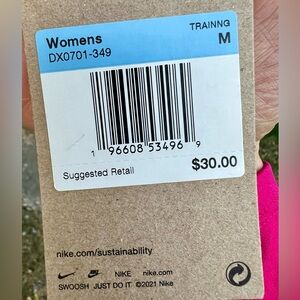 Womens TRAINNG
DX0701-349 M
1 96608 53496 9
Suggested Retail $30.00
nike.com/sustainability
NIKE nike.com
SWOOSH JUST DO IT ©2021 Nike